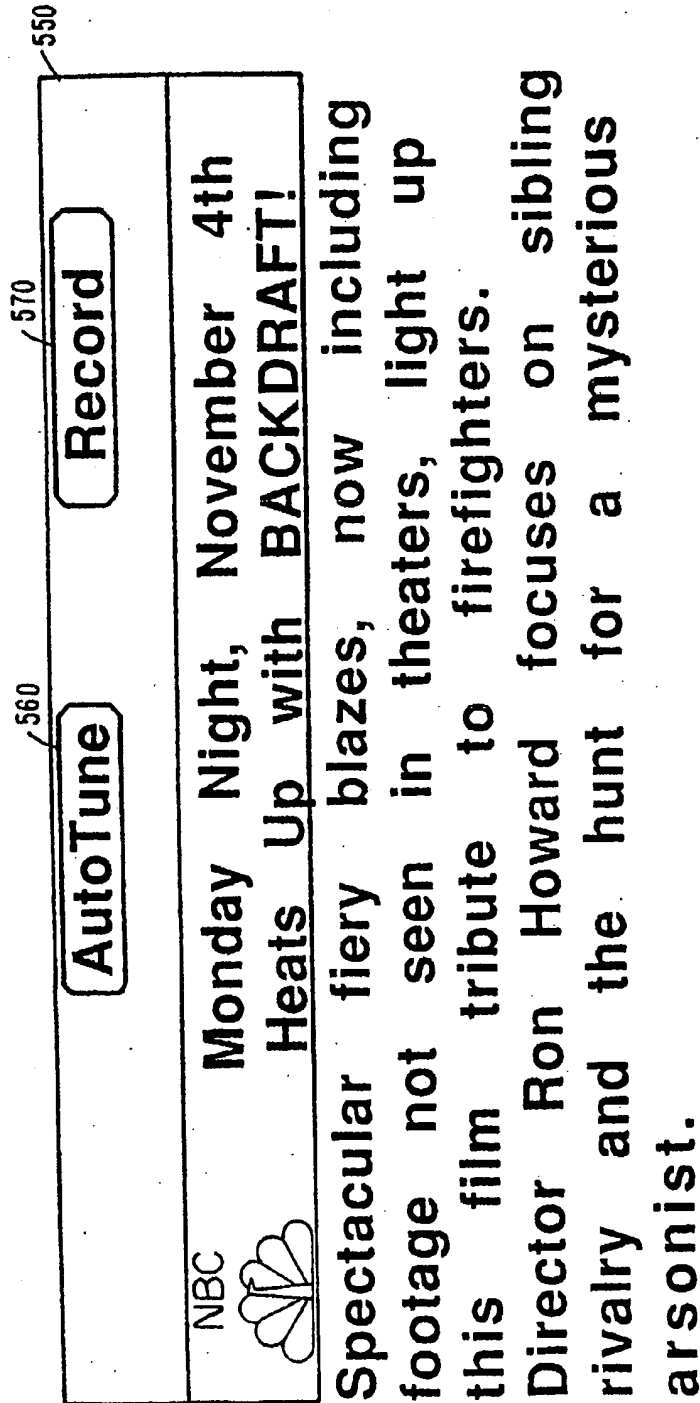 550
560
570
AutoTune Record
NBC
Monday Night, November 4th
Heats Up with BACKDRAFT!
Spectacular fiery blazes, now including
footage not seen in theaters, light up
this film tribute to firefighters.
Director Ron Howard focuses on sibling
rivalry and the hunt for a mysterious
arsonist.